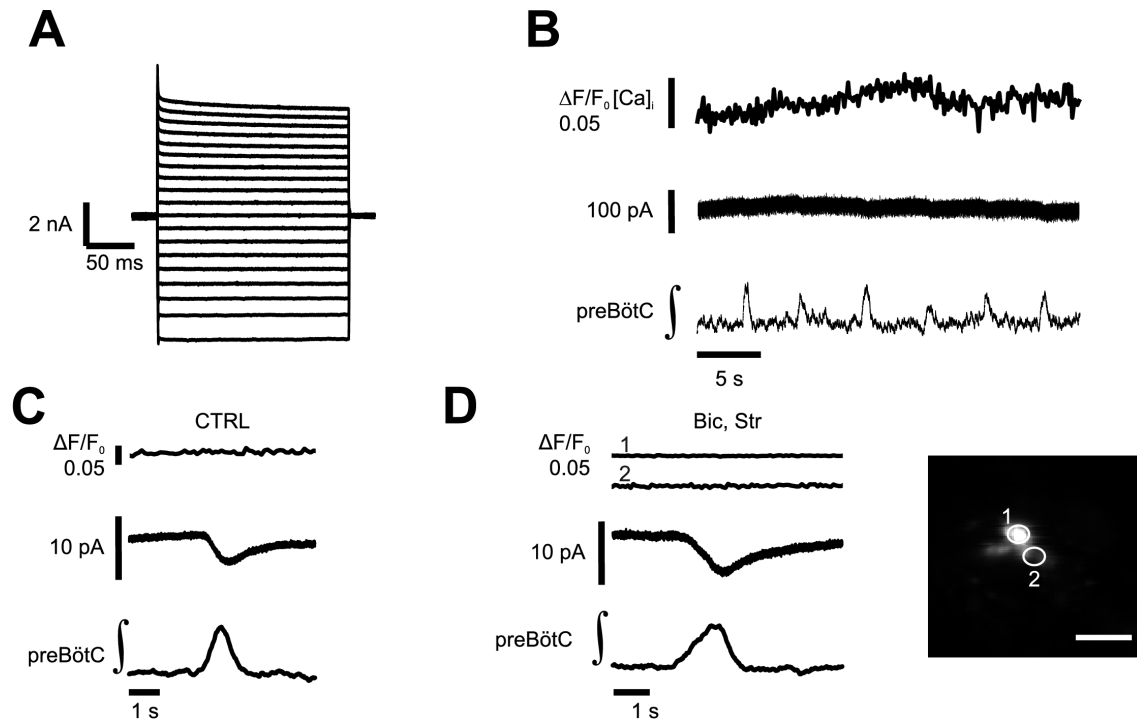 A
2 nA
50 ms
B
ΔF/F₀ [Ca]ᵢ
0.05
100 pA
preBötC ∫
5 s
C
CTRL
ΔF/F₀
0.05
10 pA
preBötC ∫
1 s
D
Bic, Str
ΔF/F₀
0.05
1
2
10 pA
preBötC ∫
1 s
1
2